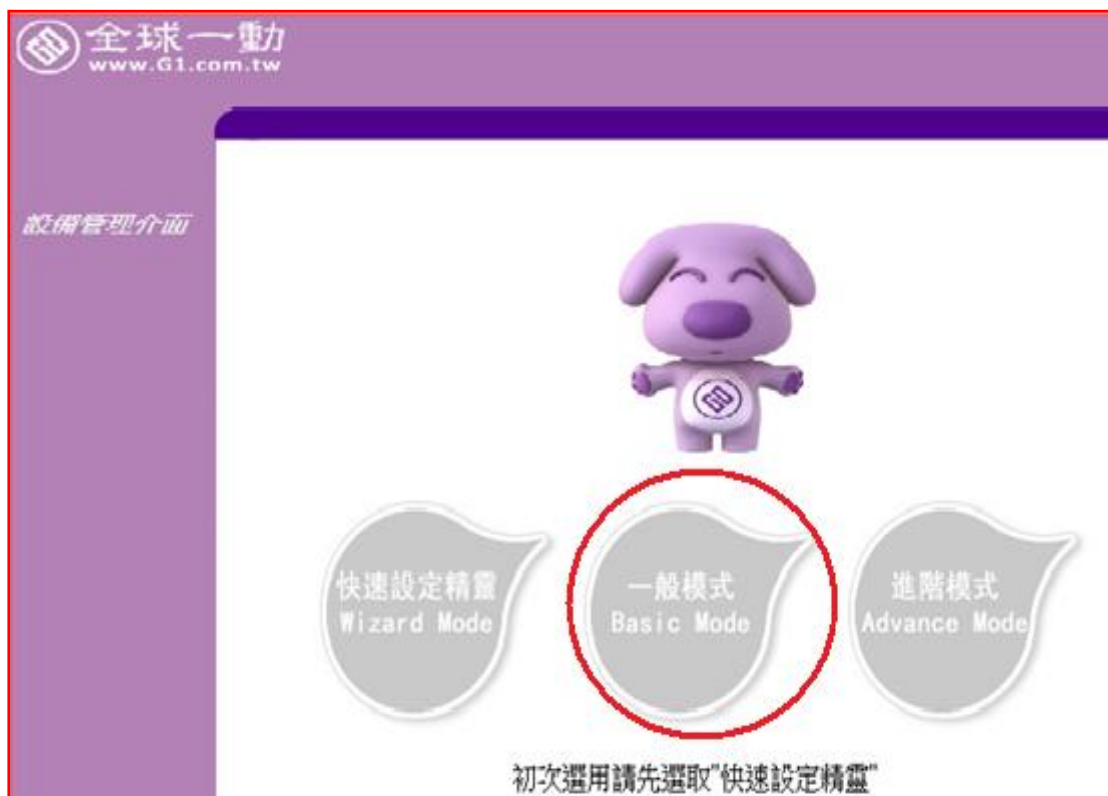 全球一動
www.G1.com.tw
設備管理介面
快速設定精靈
Wizard Mode
一般模式
Basic Mode
進階模式
Advance Mode
初次選用請先選取"快速設定精靈"